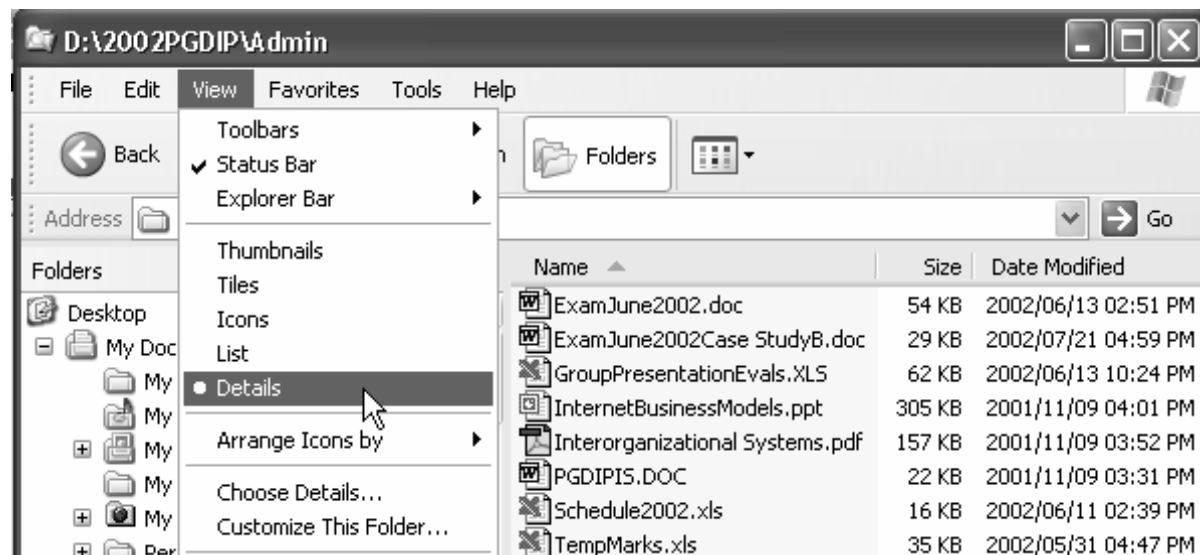 D:\2002PGDIP\Admin
File Edit View Favorites Tools Help
Back
Folders
Address
Go
Toolbars
Status Bar
Explorer Bar
Thumbnails
Tiles
Icons
List
Details
Arrange Icons by
Choose Details...
Customize This Folder...
Folders
Desktop
My Doc
My
My
My
My
My
Per
Name Size Date Modified
ExamJune2002.doc 54 KB 2002/06/13 02:51 PM
ExamJune2002Case StudyB.doc 29 KB 2002/07/21 04:59 PM
GroupPresentationEvals.XLS 62 KB 2002/06/13 10:24 PM
InternetBusinessModels.ppt 305 KB 2001/11/09 04:01 PM
Interorganizational Systems.pdf 157 KB 2001/11/09 03:52 PM
PGDIPIS.DOC 22 KB 2001/11/09 03:31 PM
Schedule2002.xls 16 KB 2002/06/11 02:39 PM
TempMarks.xls 35 KB 2002/05/31 04:47 PM